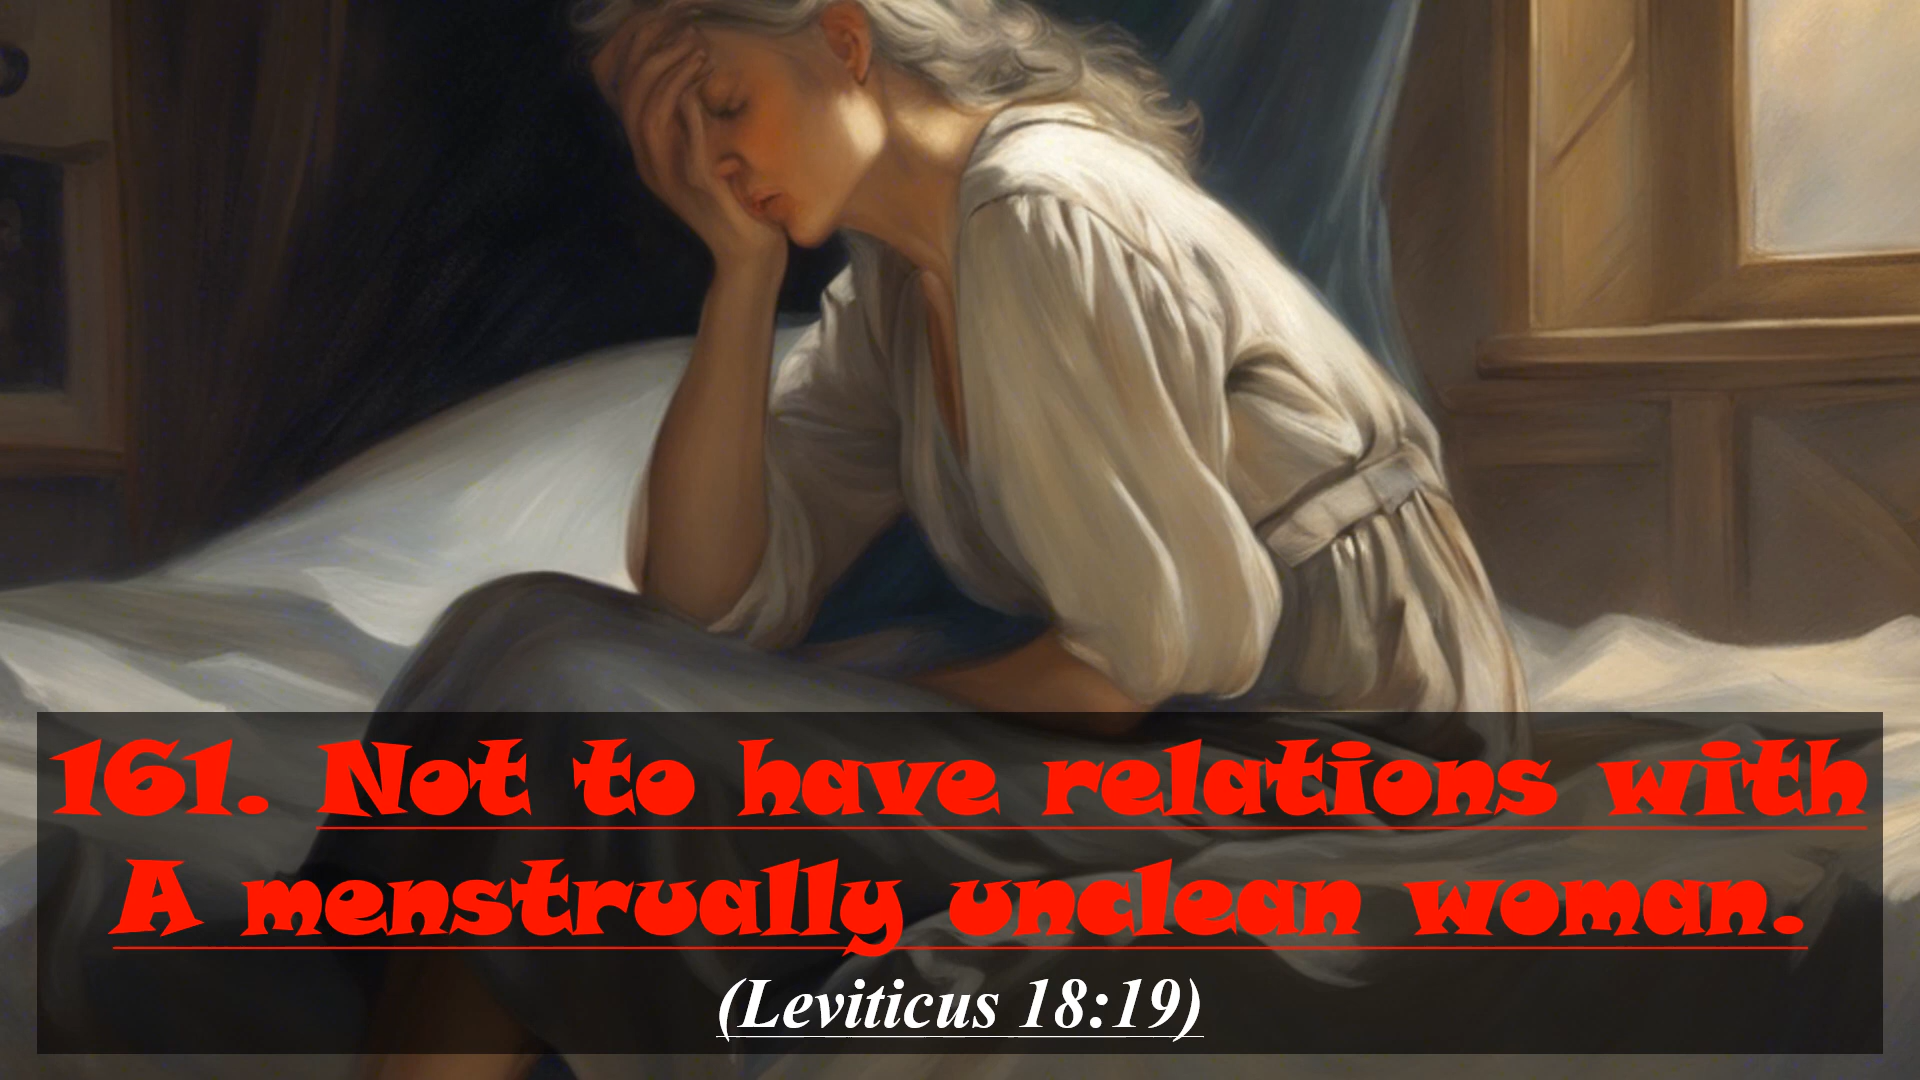 161. Not to have relations with
A menstrually unclean woman.
(Leviticus 18:19)